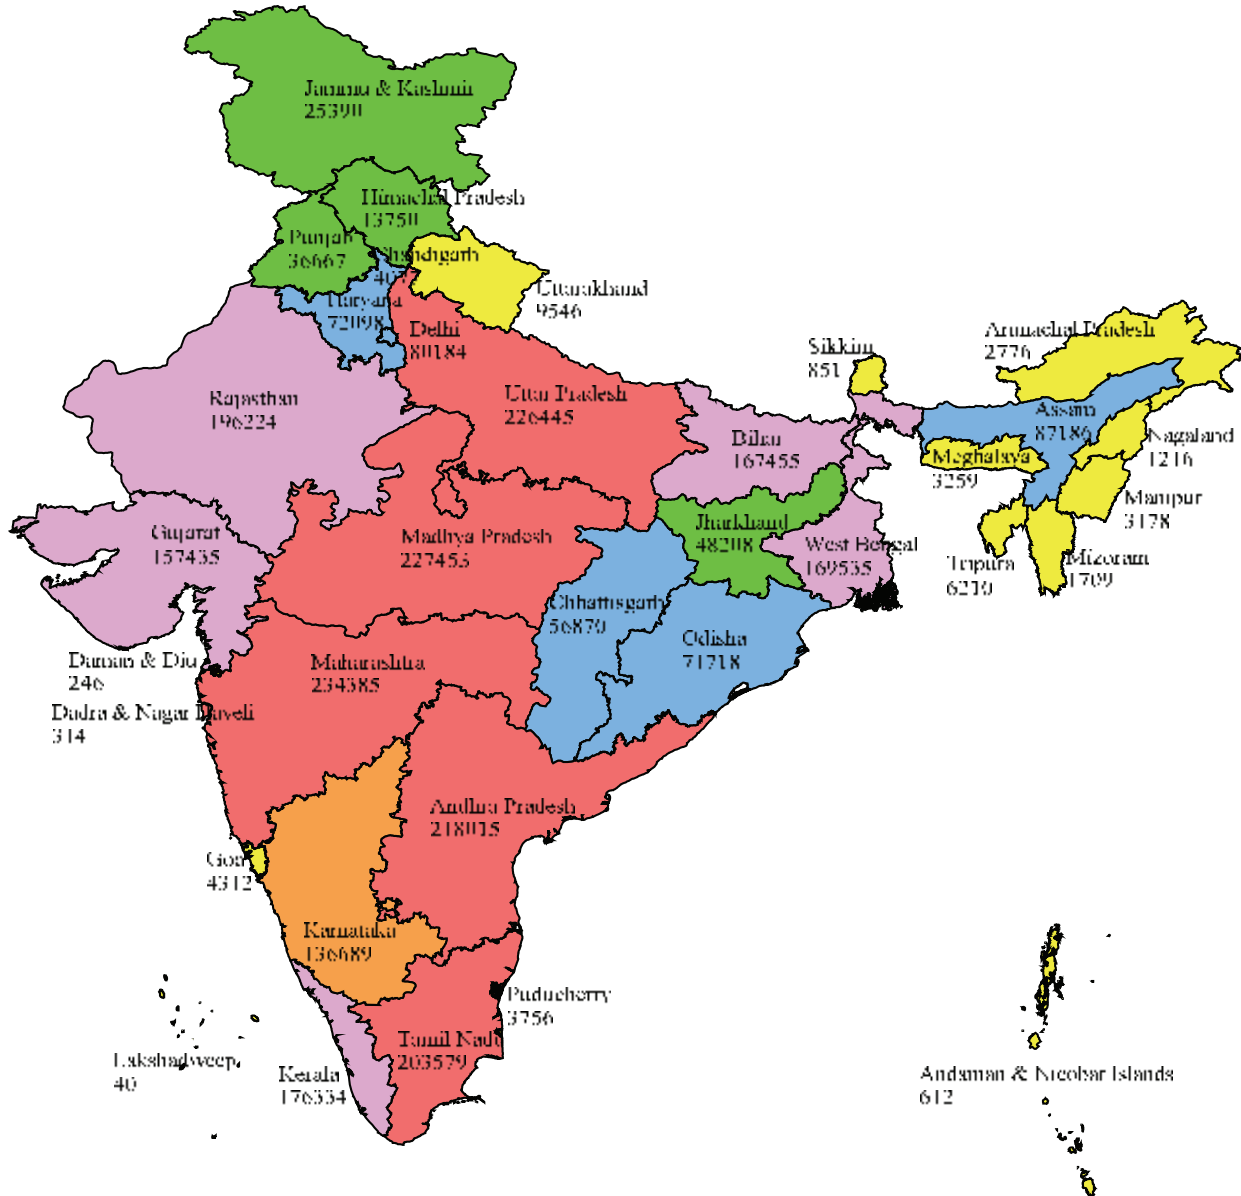 Jammu & Kashmir
25390
Himachal Pradesh
13750
Punjab
36667
Chandigarh
Haryana
72098
Uttarakhand
9546
Delhi
80184
Arunachal Pradesh
2776
Sikkim
851
Rajasthan
196224
Uttar Pradesh
226445
Assam
87186
Bihar
167455
Nagaland
1216
Meghalaya
3259
Manipur
3178
Jharkhand
48208
Gujarat
157435
Madhya Pradesh
227453
West Bengal
169535
Tripura
6210
Mizoram
1709
Chhattisgarh
56870
Odisha
71718
Daman & Diu
246
Maharashtra
234385
Dadra & Nagar Haveli
314
Andhra Pradesh
218015
Goa
4312
Karnataka
136689
Puducherry
3756
Tamil Nadu
203579
Lakshadweep
40
Kerala
176334
Andaman & Nicobar Islands
612